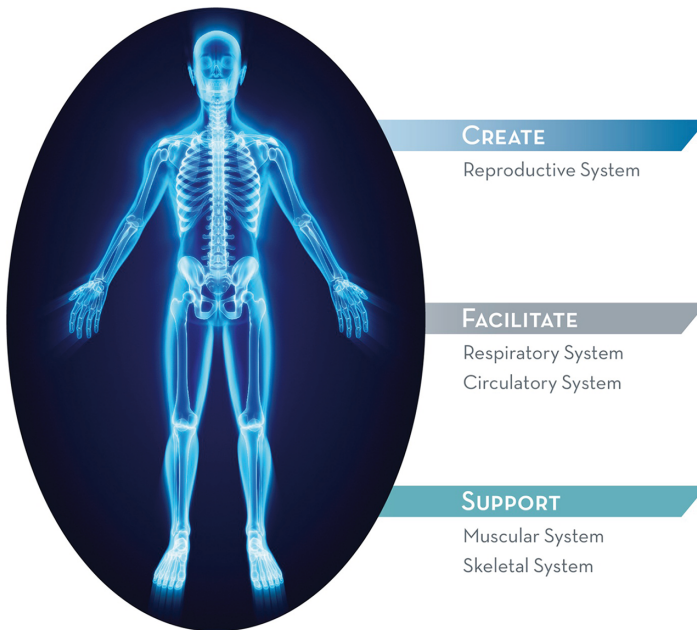 CREATE
Reproductive System
FACILITATE
Respiratory System
Circulatory System
SUPPORT
Muscular System
Skeletal System